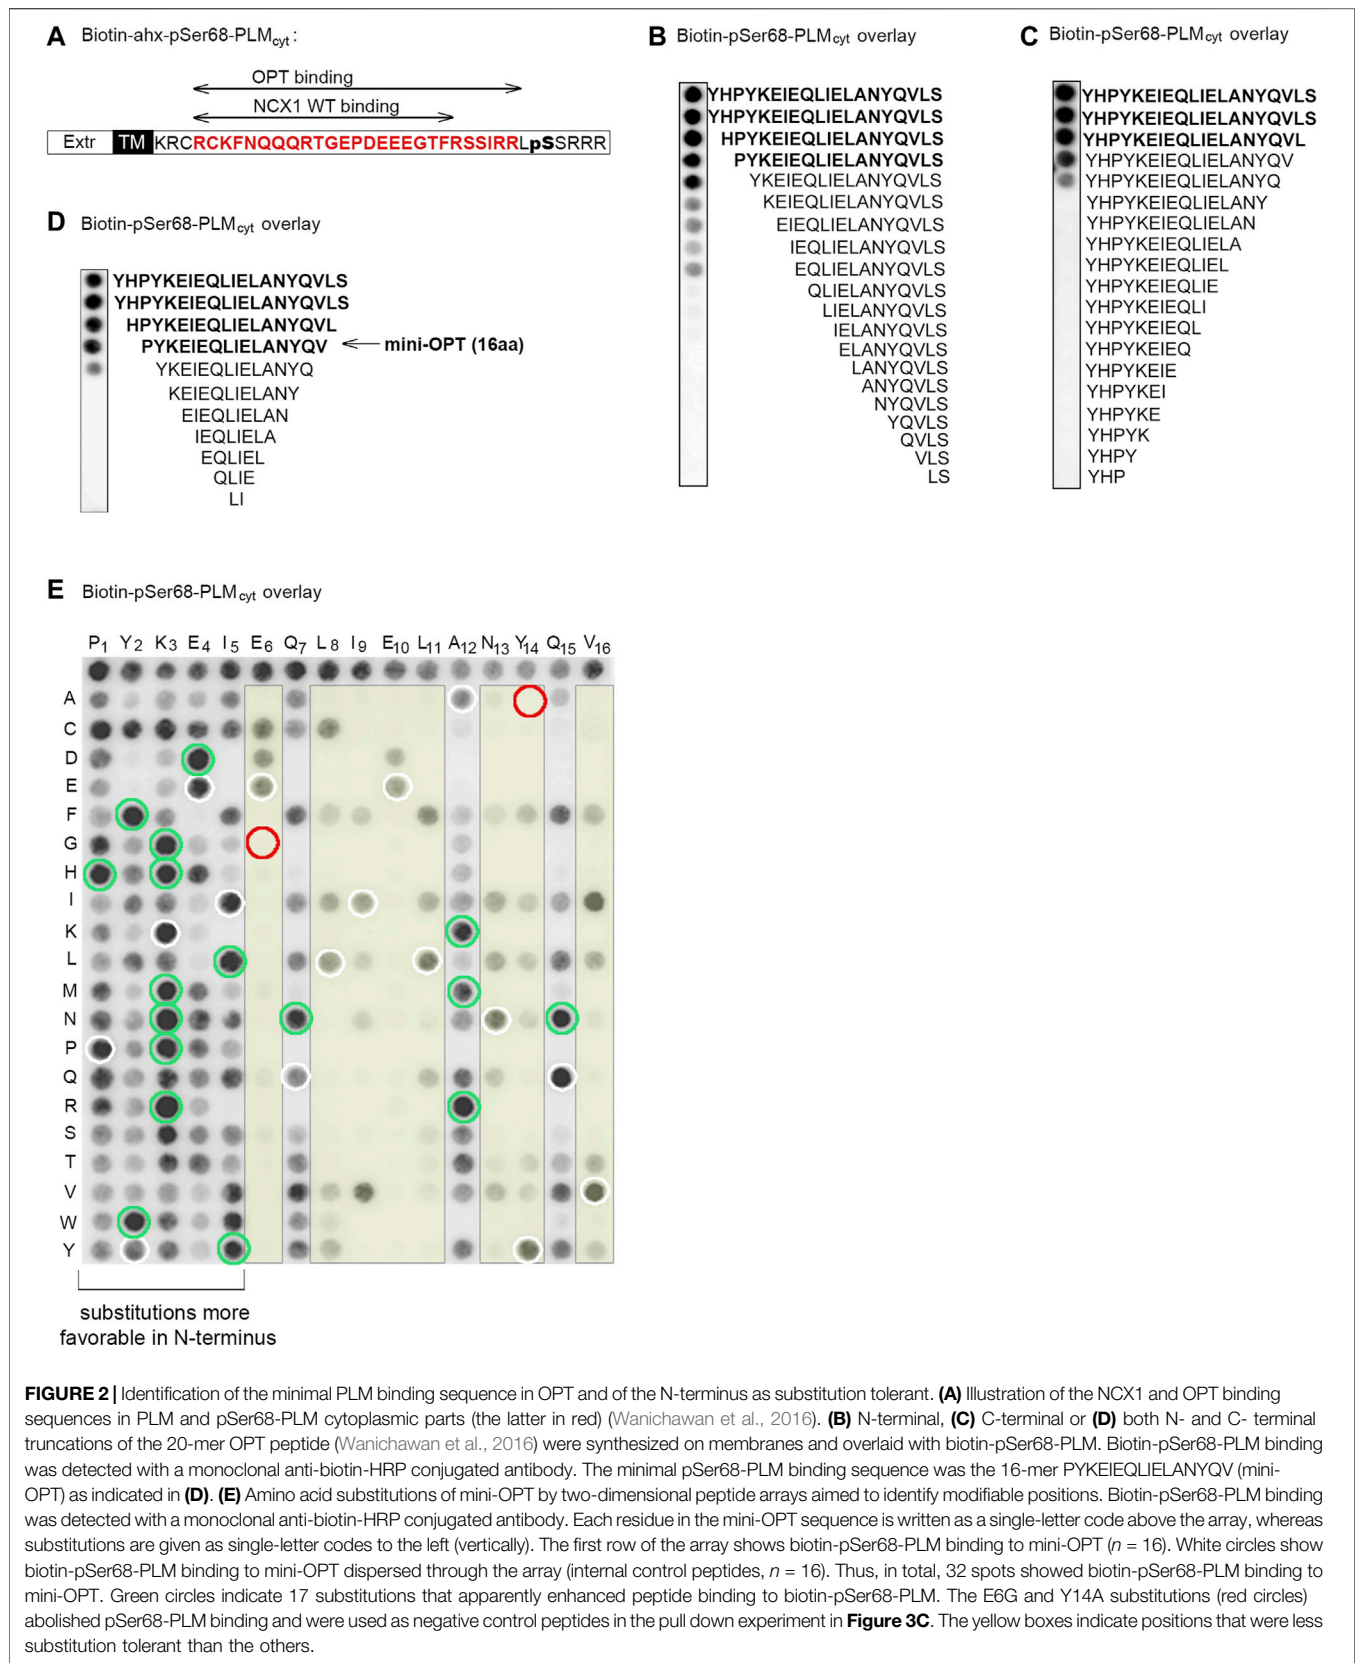 A Biotin-ahx-pSer68-PLMcyt :
OPT binding
NCX1 WT binding
Extr TM KRCRCKFNQQQRTGEPDEEEGTFRSSIRRLpSSRRR
B Biotin-pSer68-PLMcyt overlay
YHPYKEIEQLIELANYQVLS
YHPYKEIEQLIELANYQVLS
HPYKEIEQLIELANYQVLS
PYKEIEQLIELANYQVLS
YKEIEQLIELANYQVLS
KEIEQLIELANYQVLS
EIEQLIELANYQVLS
IEQLIELANYQVLS
EQLIELANYQVLS
QLIELANYQVLS
LIELANYQVLS
IELANYQVLS
ELANYQVLS
LANYQVLS
ANYQVLS
NYQVLS
YQVLS
QVLS
VLS
LS
C Biotin-pSer68-PLMcyt overlay
YHPYKEIEQLIELANYQVLS
YHPYKEIEQLIELANYQVLS
YHPYKEIEQLIELANYQVL
YHPYKEIEQLIELANYQV
YHPYKEIEQLIELANYQ
YHPYKEIEQLIELANY
YHPYKEIEQLIELAN
YHPYKEIEQLIELA
YHPYKEIEQLIEL
YHPYKEIEQLIE
YHPYKEIEQLI
YHPYKEIEQL
YHPYKEIEQ
YHPYKEIE
YHPYKEI
YHPYKE
YHPYK
YHPY
YHP
D Biotin-pSer68-PLMcyt overlay
YHPYKEIEQLIELANYQVLS
YHPYKEIEQLIELANYQVLS
HPYKEIEQLIELANYQVL
PYKEIEQLIELANYQV mini-OPT (16aa)
YKEIEQLIELANYQ
KEIEQLIELANY
EIEQLIELAN
IEQLIELA
EQLIEL
QLIE
LI
E Biotin-pSer68-PLMcyt overlay
P1 Y2 K3 E4 I5 E6 Q7 L8 I9 E10 L11 A12 N13 Y14 Q15 V16
A
C
D
E
F
G
H
I
K
L
M
N
P
Q
R
S
T
V
W
Y
substitutions more
favorable in N-terminus
FIGURE 2 | Identification of the minimal PLM binding sequence in OPT and of the N-terminus as substitution tolerant. (A) Illustration of the NCX1 and OPT binding
sequences in PLM and pSer68-PLM cytoplasmic parts (the latter in red) (Wanichawan et al., 2016). (B) N-terminal, (C) C-terminal or (D) both N- and C- terminal
truncations of the 20-mer OPT peptide (Wanichawan et al., 2016) were synthesized on membranes and overlaid with biotin-pSer68-PLM. Biotin-pSer68-PLM binding
was detected with a monoclonal anti-biotin-HRP conjugated antibody. The minimal pSer68-PLM binding sequence was the 16-mer PYKEIEQLIELANYQV (mini-
OPT) as indicated in (D). (E) Amino acid substitutions of mini-OPT by two-dimensional peptide arrays aimed to identify modifiable positions. Biotin-pSer68-PLM binding
was detected with a monoclonal anti-biotin-HRP conjugated antibody. Each residue in the mini-OPT sequence is written as a single-letter code above the array, whereas
substitutions are given as single-letter codes to the left (vertically). The first row of the array shows biotin-pSer68-PLM binding to mini-OPT (n = 16). White circles show
biotin-pSer68-PLM binding to mini-OPT dispersed through the array (internal control peptides, n = 16). Thus, in total, 32 spots showed biotin-pSer68-PLM binding to
mini-OPT. Green circles indicate 17 substitutions that apparently enhanced peptide binding to biotin-pSer68-PLM. The E6G and Y14A substitutions (red circles)
abolished pSer68-PLM binding and were used as negative control peptides in the pull down experiment in Figure 3C. The yellow boxes indicate positions that were less
substitution tolerant than the others.